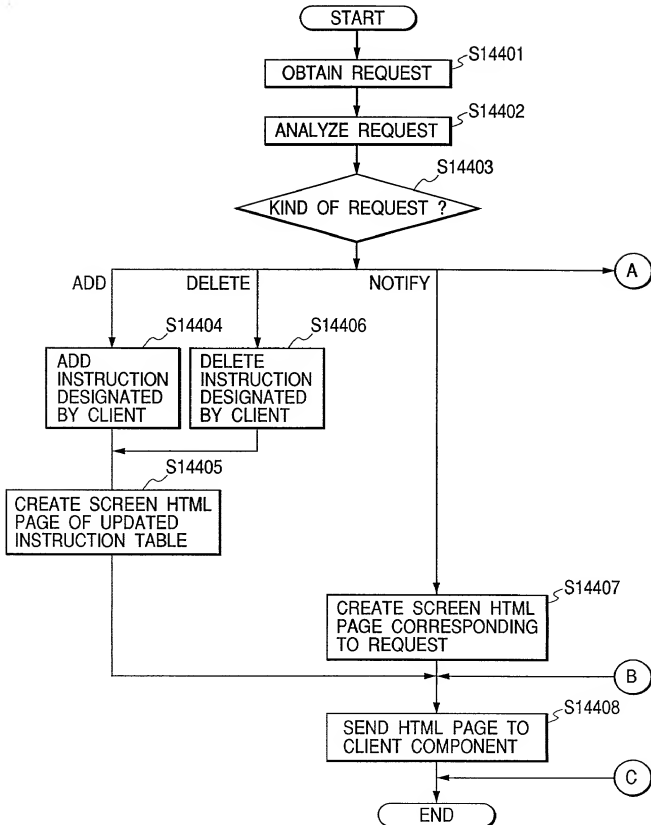 START
S14401
OBTAIN REQUEST
S14402
ANALYZE REQUEST
S14403
KIND OF REQUEST ?
A
ADD
DELETE
NOTIFY
S14404
ADD
INSTRUCTION
DESIGNATED
BY CLIENT
S14406
DELETE
INSTRUCTION
DESIGNATED
BY CLIENT
S14405
CREATE SCREEN HTML
PAGE OF UPDATED
INSTRUCTION TABLE
S14407
CREATE SCREEN HTML
PAGE CORRESPONDING
TO REQUEST
B
S14408
SEND HTML PAGE TO
CLIENT COMPONENT
C
END